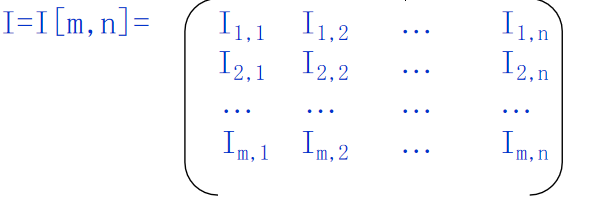 I=I[m,n]=
I1,1 I1,2 ... I1,n
I2,1 I2,2 ... I2,n
... ... ... ...
Im,1 Im,2 ... Im,n